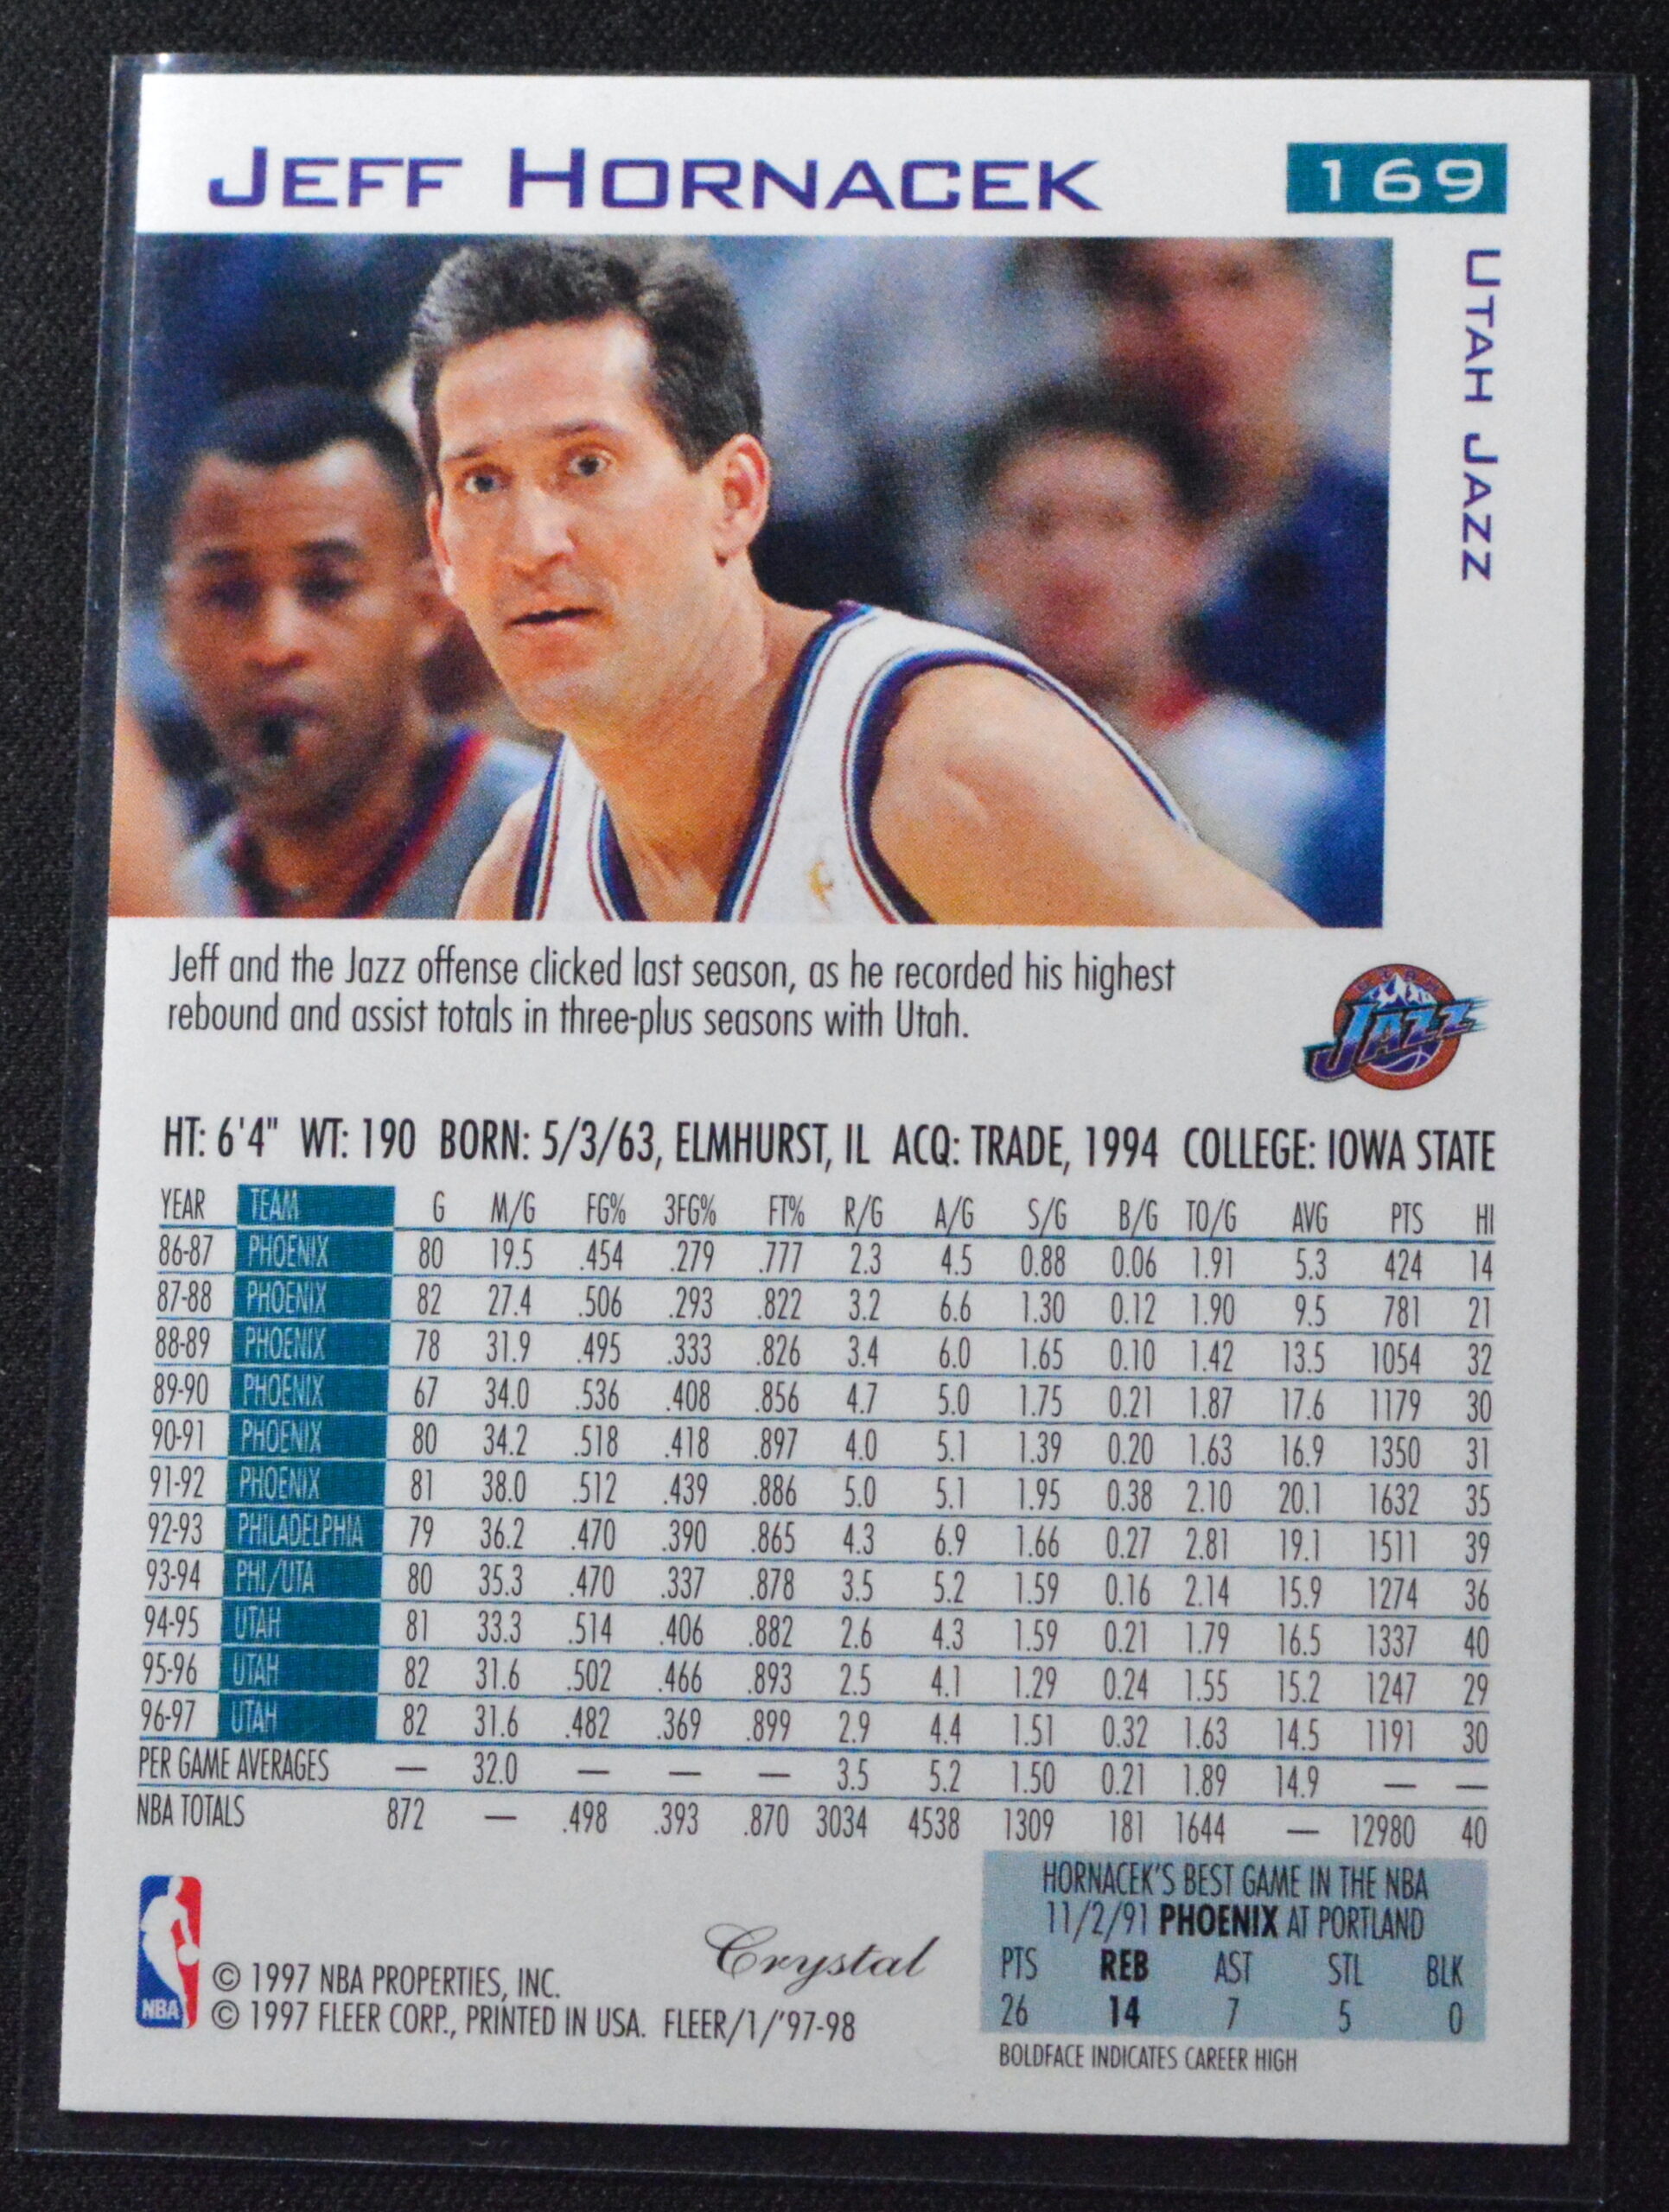 JEFF HORNACEK
169
UTAH JAZZ
Jeff and the Jazz offense clicked last season, as he recorded his highest
rebound and assist totals in three-plus seasons with Utah.
JAZZ
HT: 6'4" WT: 190 BORN: 5/3/63, ELMHURST, IL ACQ: TRADE, 1994 COLLEGE: IOWA STATE
YEAR TEAM G M/G FG% 3FG% FT% R/G A/G S/G B/G TO/G AVG PTS HI
86-87 PHOENIX 80 19.5 .454 .279 .777 2.3 4.5 0.88 0.06 1.91 5.3 424 14
87-88 PHOENIX 82 27.4 .506 .293 .822 3.2 6.6 1.30 0.12 1.90 9.5 781 21
88-89 PHOENIX 78 31.9 .495 .333 .826 3.4 6.0 1.65 0.10 1.42 13.5 1054 32
89-90 PHOENIX 67 34.0 .536 .408 .856 4.7 5.0 1.75 0.21 1.87 17.6 1179 30
90-91 PHOENIX 80 34.2 .518 .418 .897 4.0 5.1 1.39 0.20 1.63 16.9 1350 31
91-92 PHOENIX 81 38.0 .512 .439 .886 5.0 5.1 1.95 0.38 2.10 20.1 1632 35
92-93 PHILADELPHIA 79 36.2 .470 .390 .865 4.3 6.9 1.66 0.27 2.81 19.1 1511 39
93-94 PHI/UTA 80 35.3 .470 .337 .878 3.5 5.2 1.59 0.16 2.14 15.9 1274 36
94-95 UTAH 81 33.3 .514 .406 .882 2.6 4.3 1.59 0.21 1.79 16.5 1337 40
95-96 UTAH 82 31.6 .502 .466 .893 2.5 4.1 1.29 0.24 1.55 15.2 1247 29
96-97 UTAH 82 31.6 .482 .369 .899 2.9 4.4 1.51 0.32 1.63 14.5 1191 30
PER GAME AVERAGES — 32.0 — — — 3.5 5.2 1.50 0.21 1.89 14.9 — —
NBA TOTALS 872 — .498 .393 .870 3034 4538 1309 181 1644 — 12980 40
HORNACEK'S BEST GAME IN THE NBA
11/2/91 PHOENIX AT PORTLAND
PTS REB AST STL BLK
26 14 7 5 0
BOLDFACE INDICATES CAREER HIGH
Crystal
NBA
© 1997 NBA PROPERTIES, INC.
© 1997 FLEER CORP., PRINTED IN USA. FLEER/1/'97-98